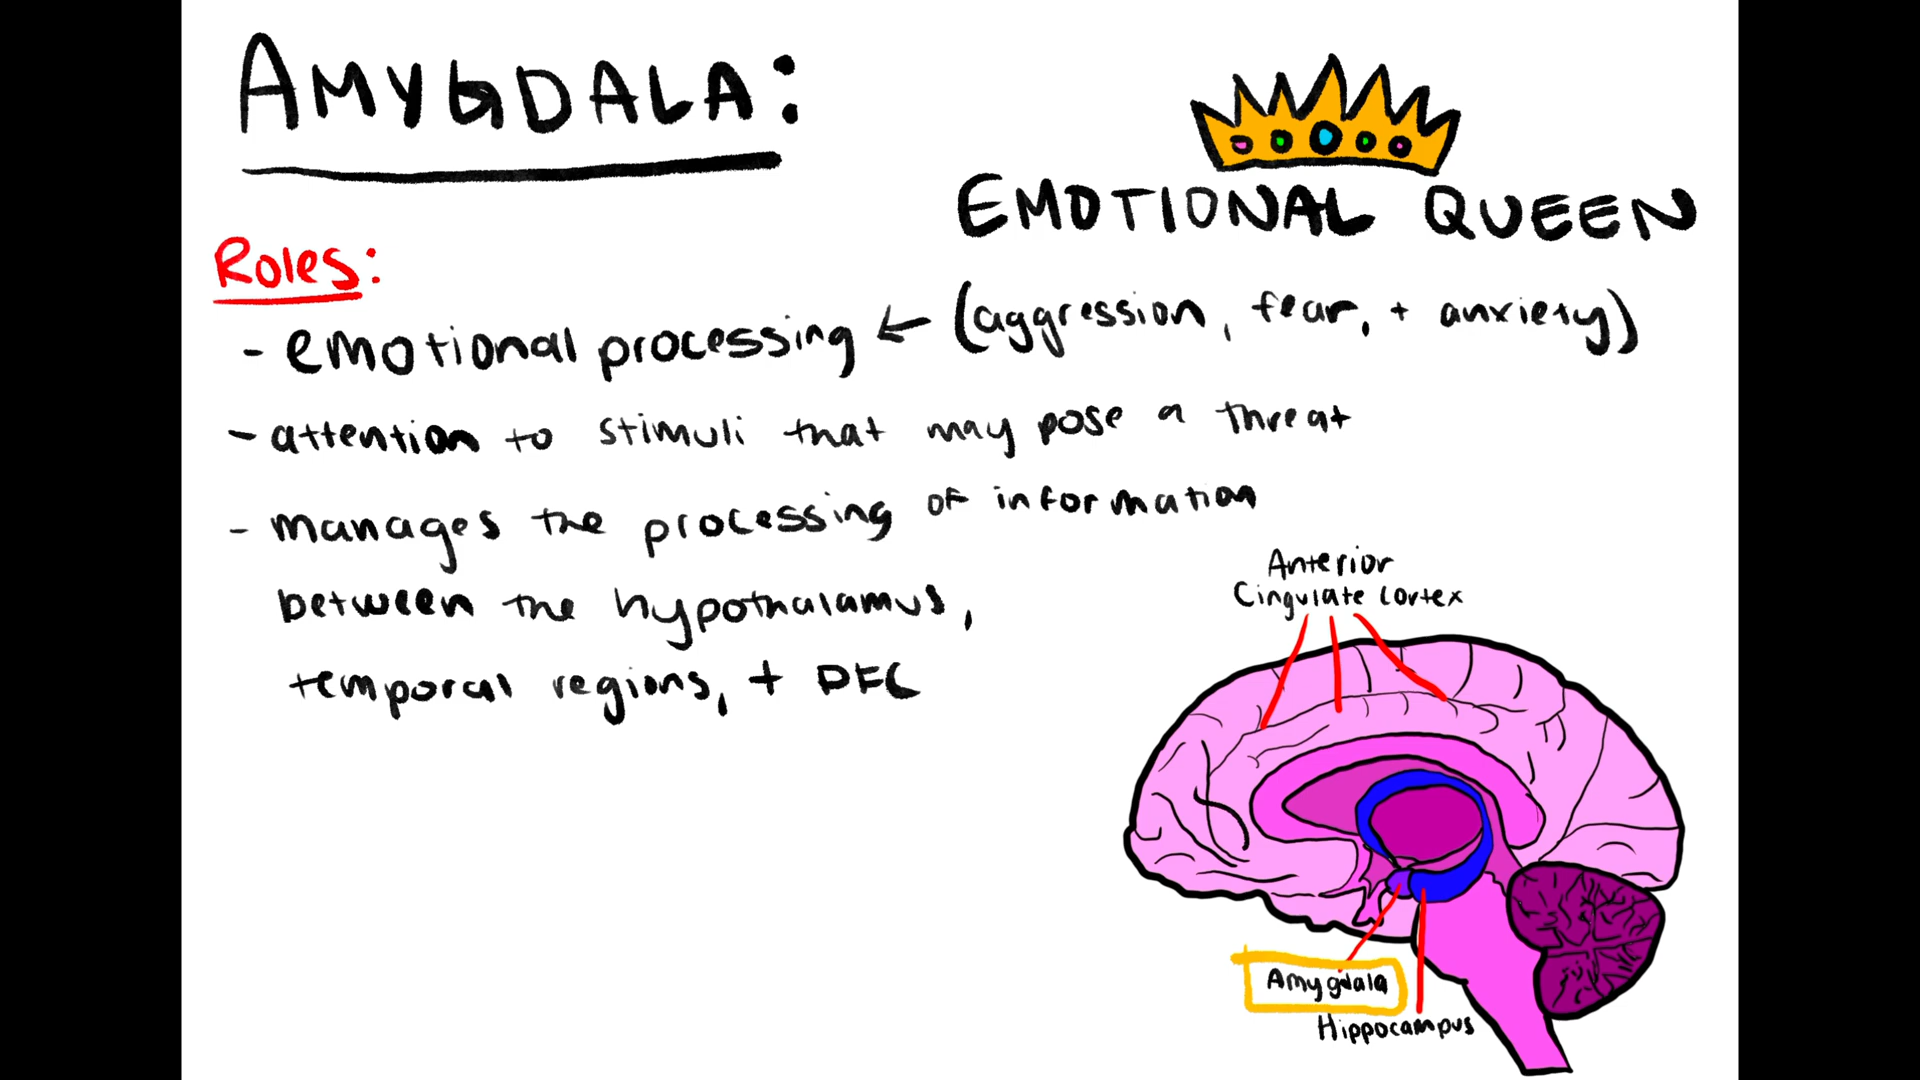 AMYGDALA:
EMOTIONAL QUEEN
Roles:
- emotional processing ← (aggression, fear, + anxiety)
- attention to stimuli that may pose a threat
- manages the processing of information
between the hypothalamus,
temporal regions, + PFC
Anterior
Cingulate Cortex
Amygdala
Hippocampus